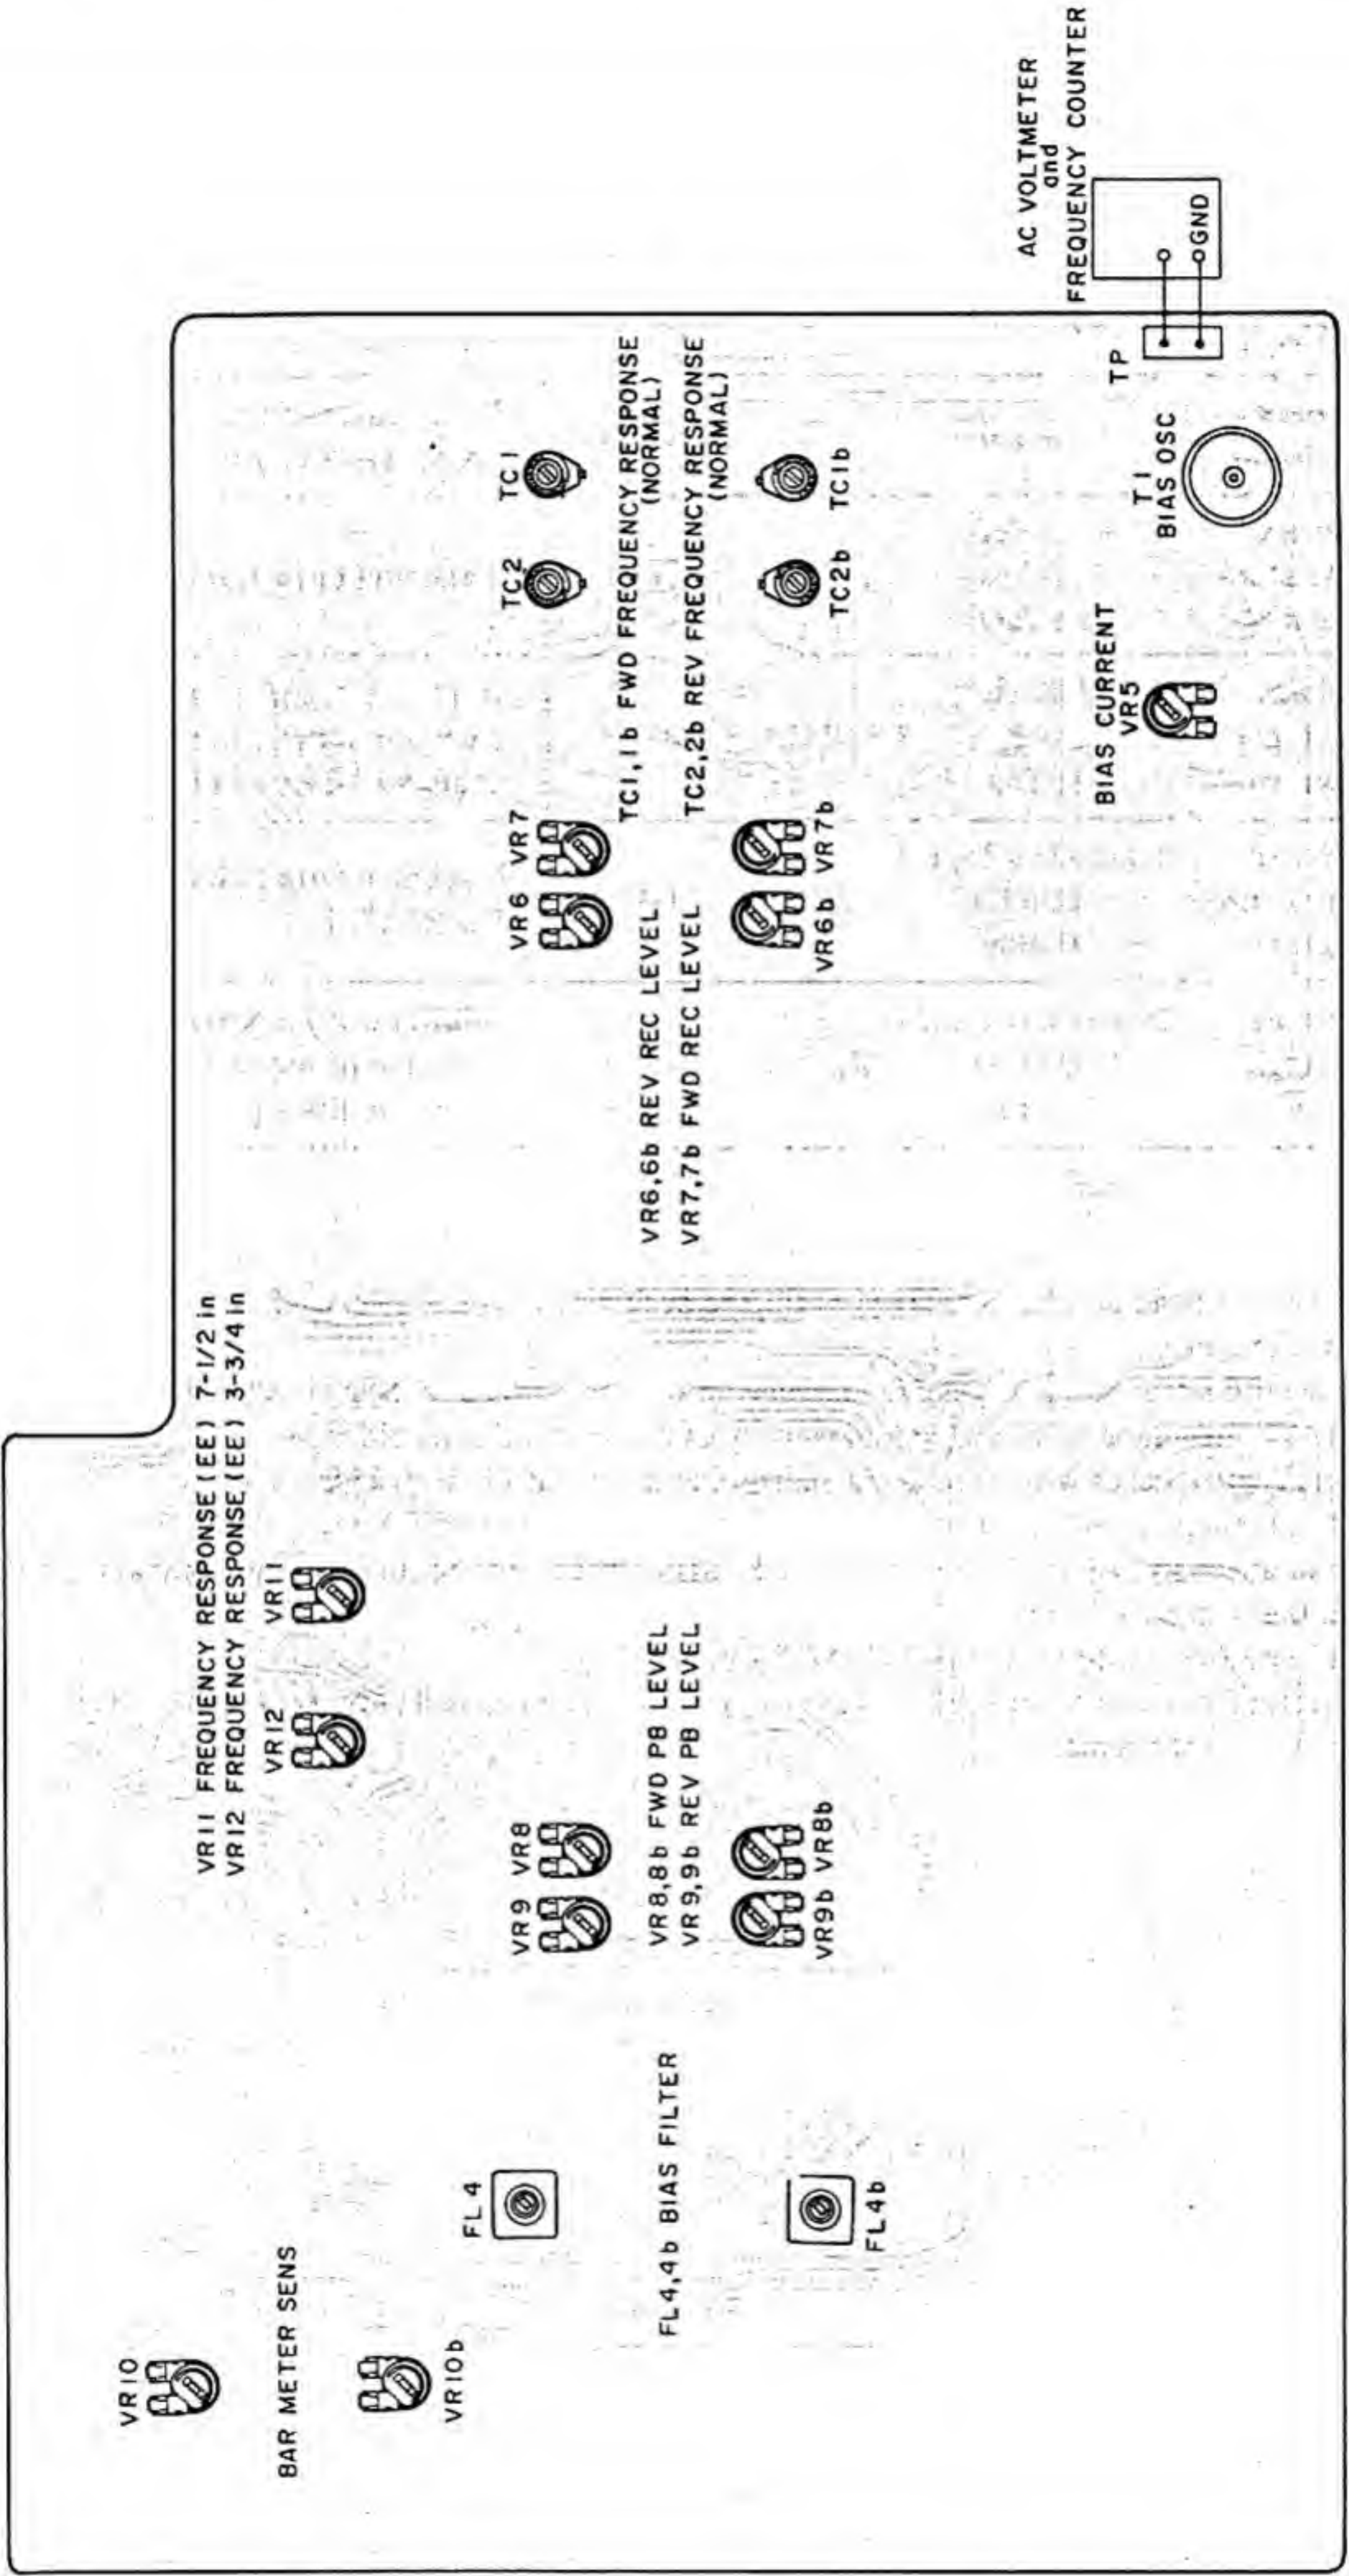 VR10
BAR METER SENS
VR10b
VR11 FREQUENCY RESPONSE (EE) 7-1/2 in
VR12 FREQUENCY RESPONSE (EE) 3-3/4 in
VR12
VR11
FL4
FL4,4b BIAS FILTER
FL4b
VR9
VR8
VR8,8b FWD PB LEVEL
VR9,9b REV PB LEVEL
VR9b
VR8b
VR6
VR7
VR6,6b REV REC LEVEL
VR7,7b FWD REC LEVEL
VR6b
VR7b
TC2
TC1
TC1,1b FWD FREQUENCY RESPONSE
(NORMAL)
TC2,2b REV FREQUENCY RESPONSE
(NORMAL)
TC2b
TC1b
BIAS CURRENT
VR5
T1
BIAS OSC
TP
AC VOLTMETER
and
FREQUENCY COUNTER
GND